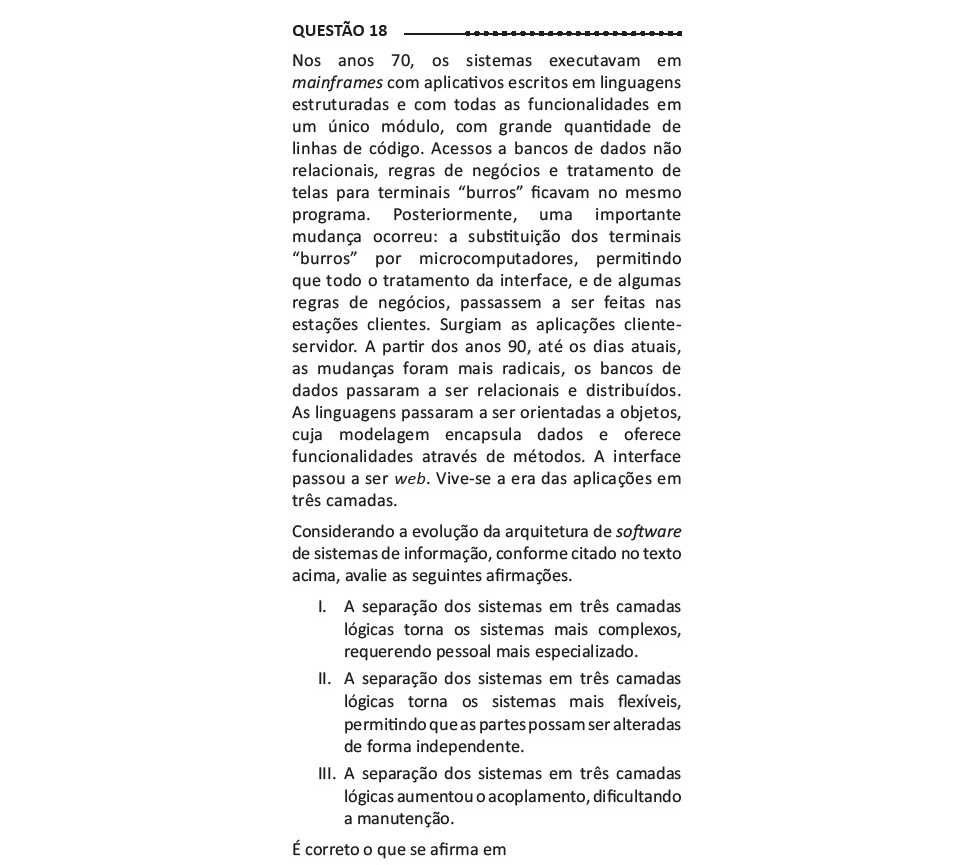 QUESTÃO 18
Nos anos 70, os sistemas executavam em
mainframes com aplicativos escritos em linguagens
estruturadas e com todas as funcionalidades em
um único módulo, com grande quantidade de
linhas de código. Acessos a bancos de dados não
relacionais, regras de negócios e tratamento de
telas para terminais “burros” ficavam no mesmo
programa. Posteriormente, uma importante
mudança ocorreu: a substituição dos terminais
“burros” por microcomputadores, permitindo
que todo o tratamento da interface, e de algumas
regras de negócios, passassem a ser feitas nas
estações clientes. Surgiam as aplicações cliente-
servidor. A partir dos anos 90, até os dias atuais,
as mudanças foram mais radicais, os bancos de
dados passaram a ser relacionais e distribuídos.
As linguagens passaram a ser orientadas a objetos,
cuja modelagem encapsula dados e oferece
funcionalidades através de métodos. A interface
passou a ser web. Vive-se a era das aplicações em
três camadas.
Considerando a evolução da arquitetura de software
de sistemas de informação, conforme citado no texto
acima, avalie as seguintes afirmações.
I. A separação dos sistemas em três camadas
lógicas torna os sistemas mais complexos,
requerendo pessoal mais especializado.
II. A separação dos sistemas em três camadas
lógicas torna os sistemas mais flexíveis,
permitindo que as partes possam ser alteradas
de forma independente.
III. A separação dos sistemas em três camadas
lógicas aumentou o acoplamento, dificultando
a manutenção.
É correto o que se afirma em